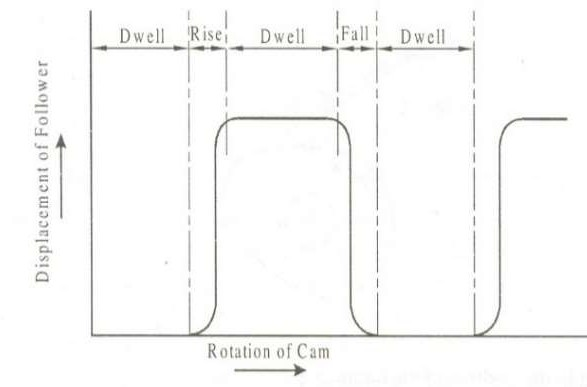 Dwell Rise Dwell Fall Dwell
Displacement of Follower
Rotation of Cam